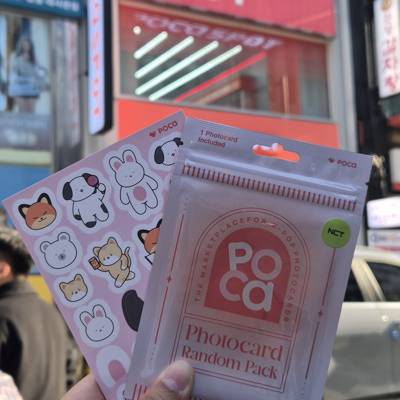 POCA SPOT
POCA
1 Photocard
Included
POCA
NCT
THE MARKETPLACE FOR K-POP PHOTOCARDS
Poca
Photocard
Random Pack